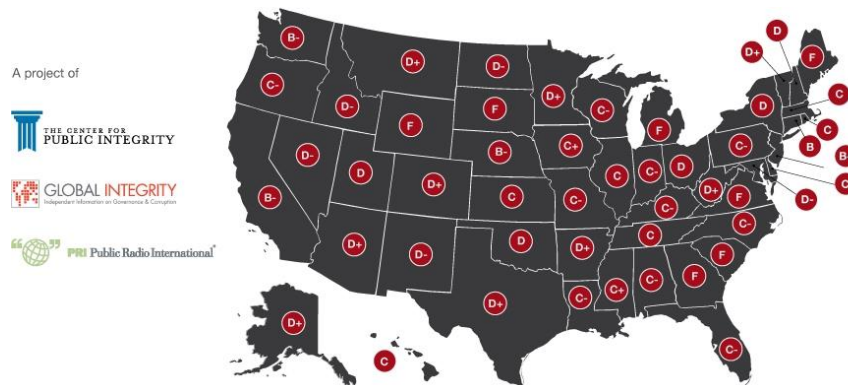 A project of
THE CENTER FOR
PUBLIC INTEGRITY
GLOBAL INTEGRITY
Independent Information on Governance & Corruption
PRI Public Radio International®
B-
D+
D-
D+
C-
D-
F
F
B-
C+
C-
F
D
D+
D
F
C
C
B
B-
C
D-
B-
D-
D
D+
C
C-
C
C-
D
C-
D+
F
C-
C-
D+
D-
D
D+
C
F
D+
C-
C+
C-
F
C-
D+
C